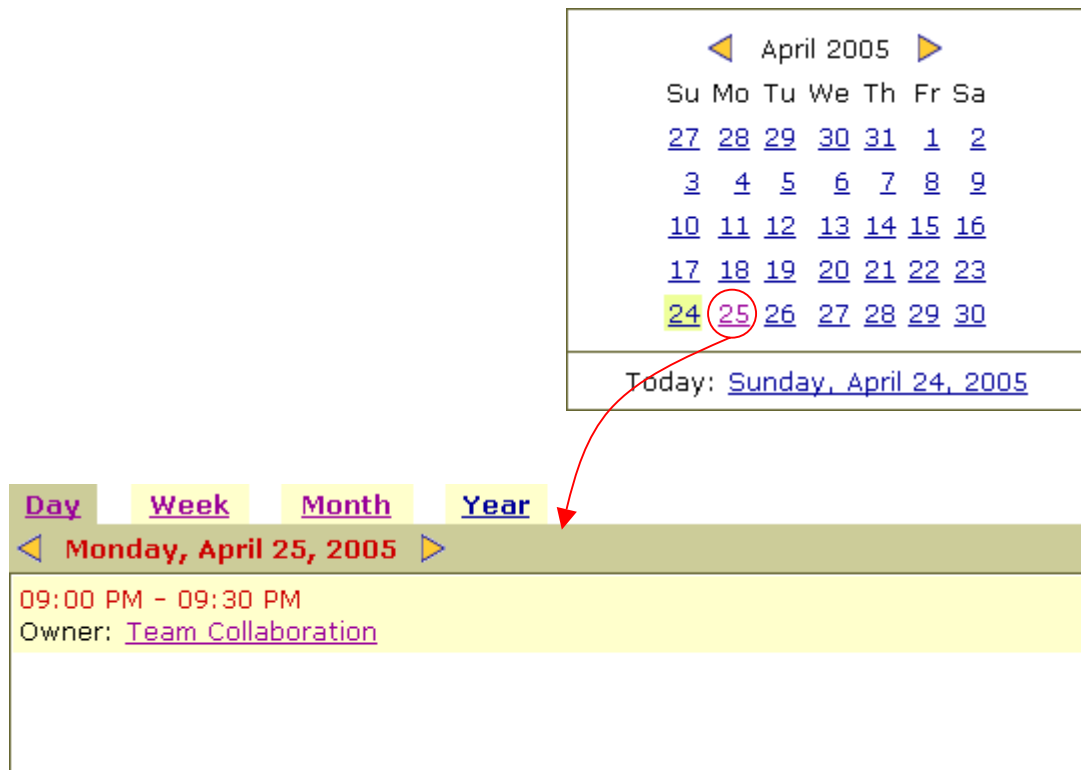 April 2005
Su Mo Tu We Th Fr Sa
27 28 29 30 31 1 2
3 4 5 6 7 8 9
10 11 12 13 14 15 16
17 18 19 20 21 22 23
24 25 26 27 28 29 30
Today: Sunday, April 24, 2005
Day Week Month Year
Monday, April 25, 2005
09:00 PM - 09:30 PM
Owner: Team Collaboration